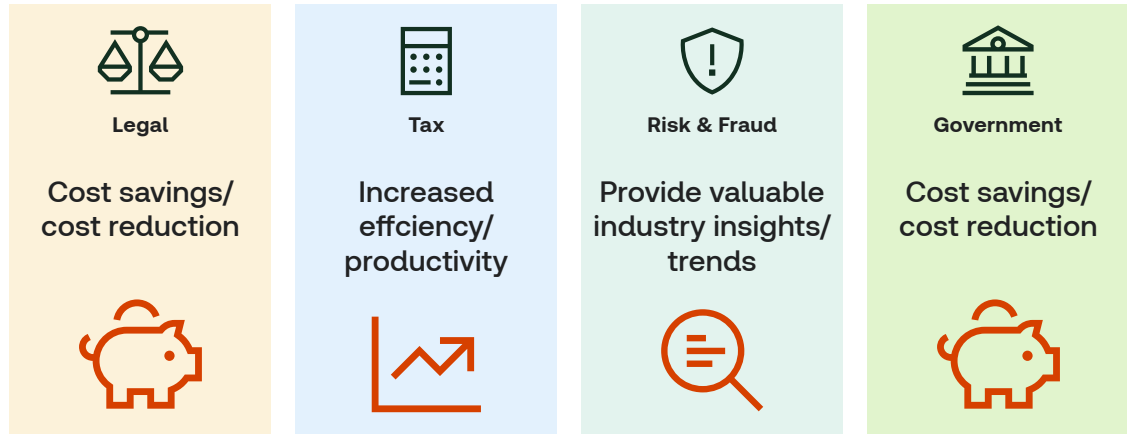 Legal
Cost savings/
cost reduction
Tax
Increased
effciency/
productivity
Risk & Fraud
Provide valuable
industry insights/
trends
Government
Cost savings/
cost reduction